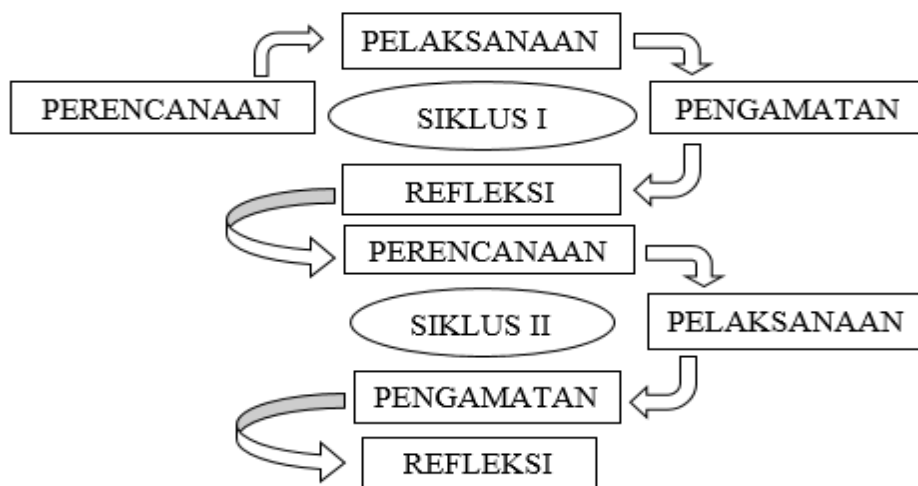 PELAKSANAAN
PERENCANAAN
SIKLUS I
PENGAMATAN
REFLEKSI
PERENCANAAN
SIKLUS II
PELAKSANAAN
PENGAMATAN
REFLEKSI